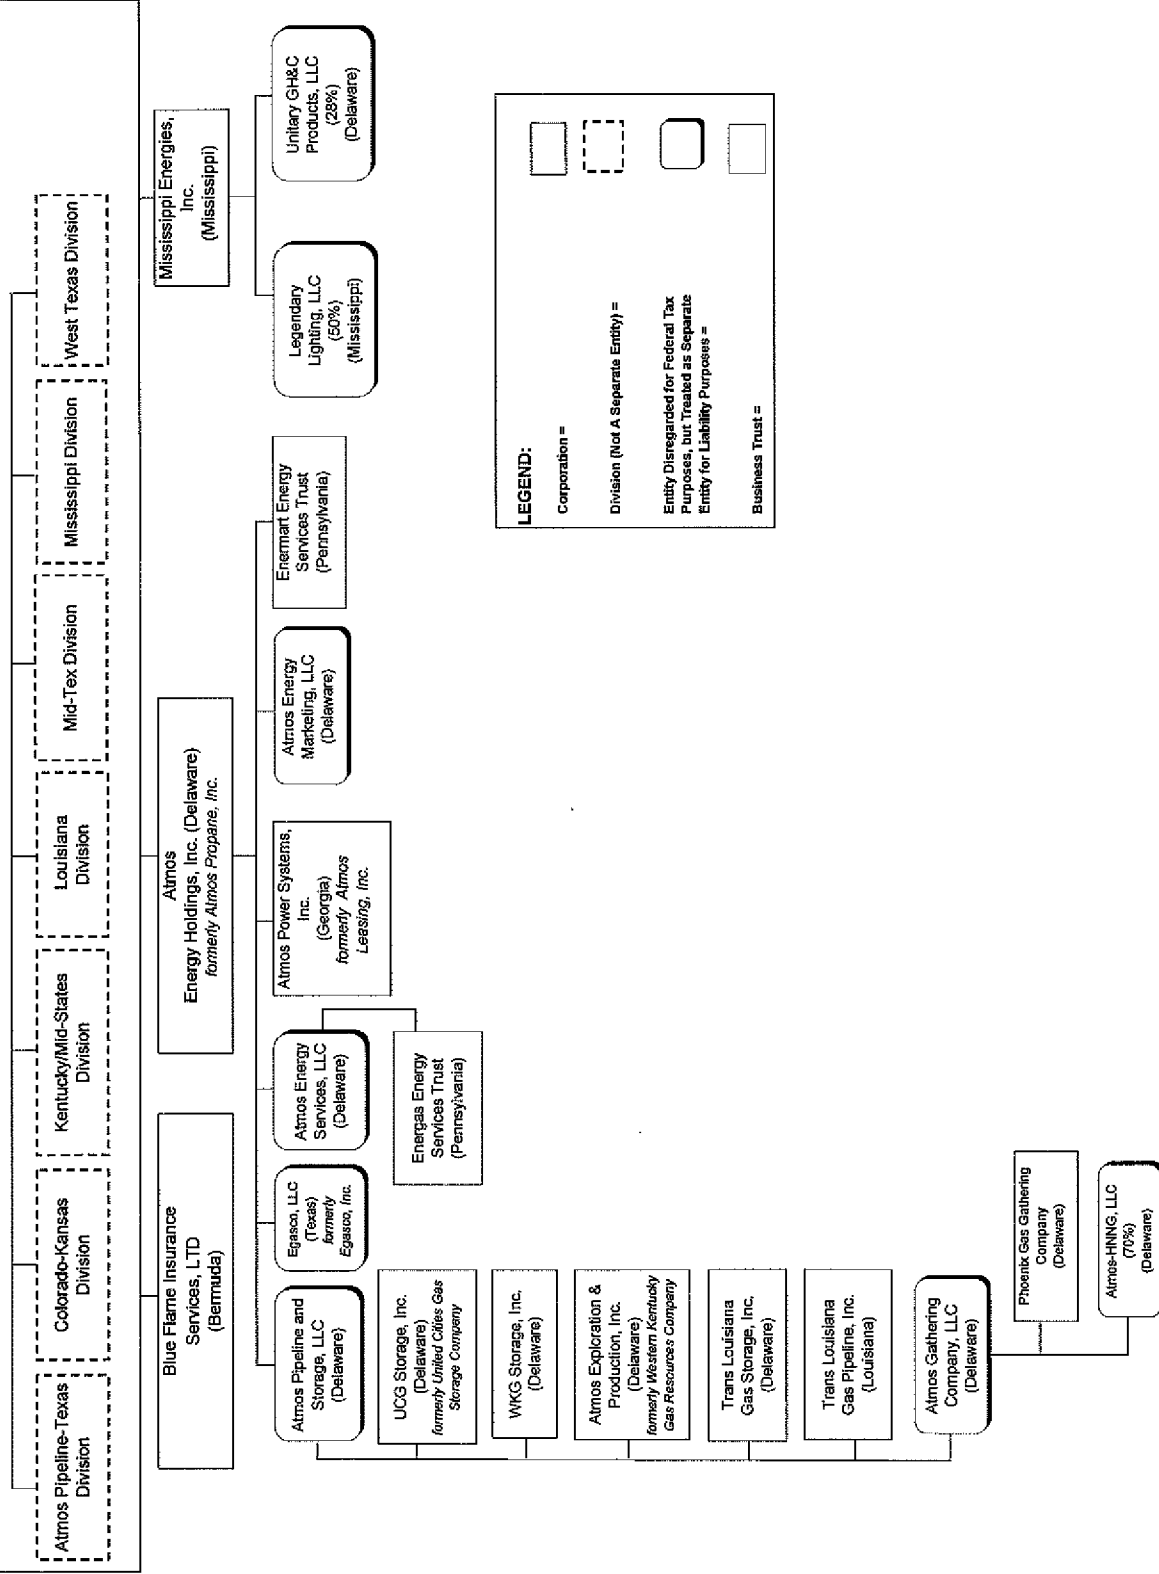 Atmos Pipeline-Texas
Division
Colorado-Kansas
Division
Kentucky/Mid-States
Division
Louisiana
Division
Mid-Tex Division
Mississippi Division
West Texas Division
Blue Flame Insurance
Services, LTD
(Bermuda)
Atmos
Energy Holdings, Inc. (Delaware)
formerly Atmos Propane, Inc.
Mississippi Energies,
Inc.
(Mississippi)
Atmos Pipeline and
Storage, LLC
(Delaware)
Egasco, LLC
(Texas)
formerly
Egasco, Inc.
Atmos Energy
Services, LLC
(Delaware)
Atmos Power Systems,
Inc.
(Georgia)
formerly Atmos
Leasing, Inc.
Atmos Energy
Marketing, LLC
(Delaware)
Enermart Energy
Services Trust
(Pennsylvania)
Legendary
Lighting, LLC
(50%)
(Mississippi)
Unitary GH&C
Products, LLC
(28%)
(Delaware)
UCG Storage, Inc.
(Delaware)
formerly United Cities Gas
Storage Company
Energas Energy
Services Trust
(Pennsylvania)
WKG Storage, Inc.
(Delaware)
Atmos Exploration &
Production, Inc.
(Delaware)
formerly Western Kentucky
Gas Resources Company
Trans Louisiana
Gas Storage, Inc,
(Delaware)
Trans Louisiana
Gas Pipeline, Inc.
(Louisiana)
Atmos Gathering
Company, LLC
(Delaware)
Phoenix Gas Gathering
Company
(Delaware)
Atmos-HNNG, LLC
(70%)
(Delaware)
LEGEND:
Corporation =
Division (Not A Separate Entity) =
Entity Disregarded for Federal Tax
Purposes, but Treated as Separate
Entity for Liability Purposes =
Business Trust =